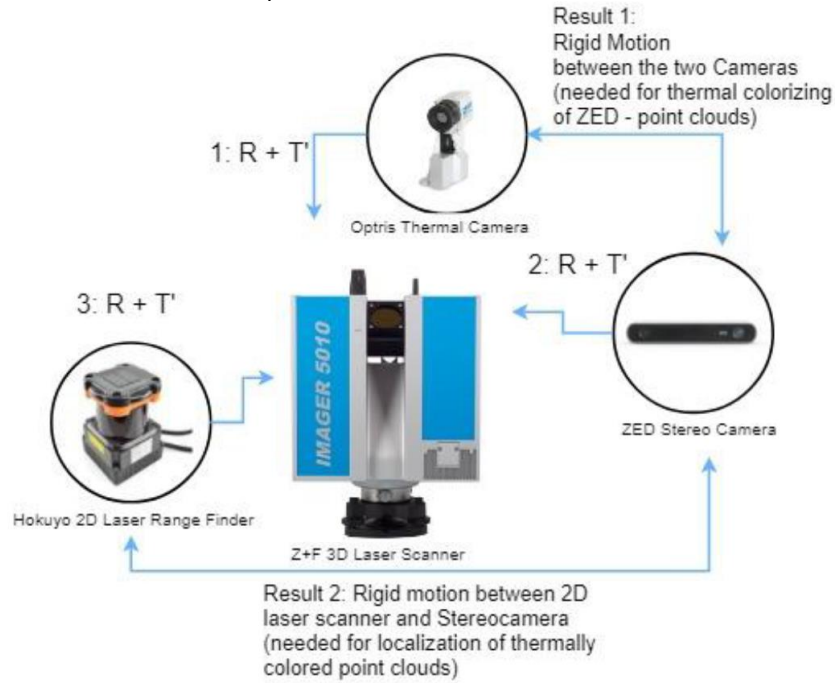 Result 1:
Rigid Motion
between the two Cameras
(needed for thermal colorizing
of ZED - point clouds)
1: R + T'
Optris Thermal Camera
2: R + T'
3: R + T'
IMAGER 5010
ZED Stereo Camera
Hokuyo 2D Laser Range Finder
Z+F 3D Laser Scanner
Result 2: Rigid motion between 2D
laser scanner and Stereocamera
(needed for localization of thermally
colored point clouds)